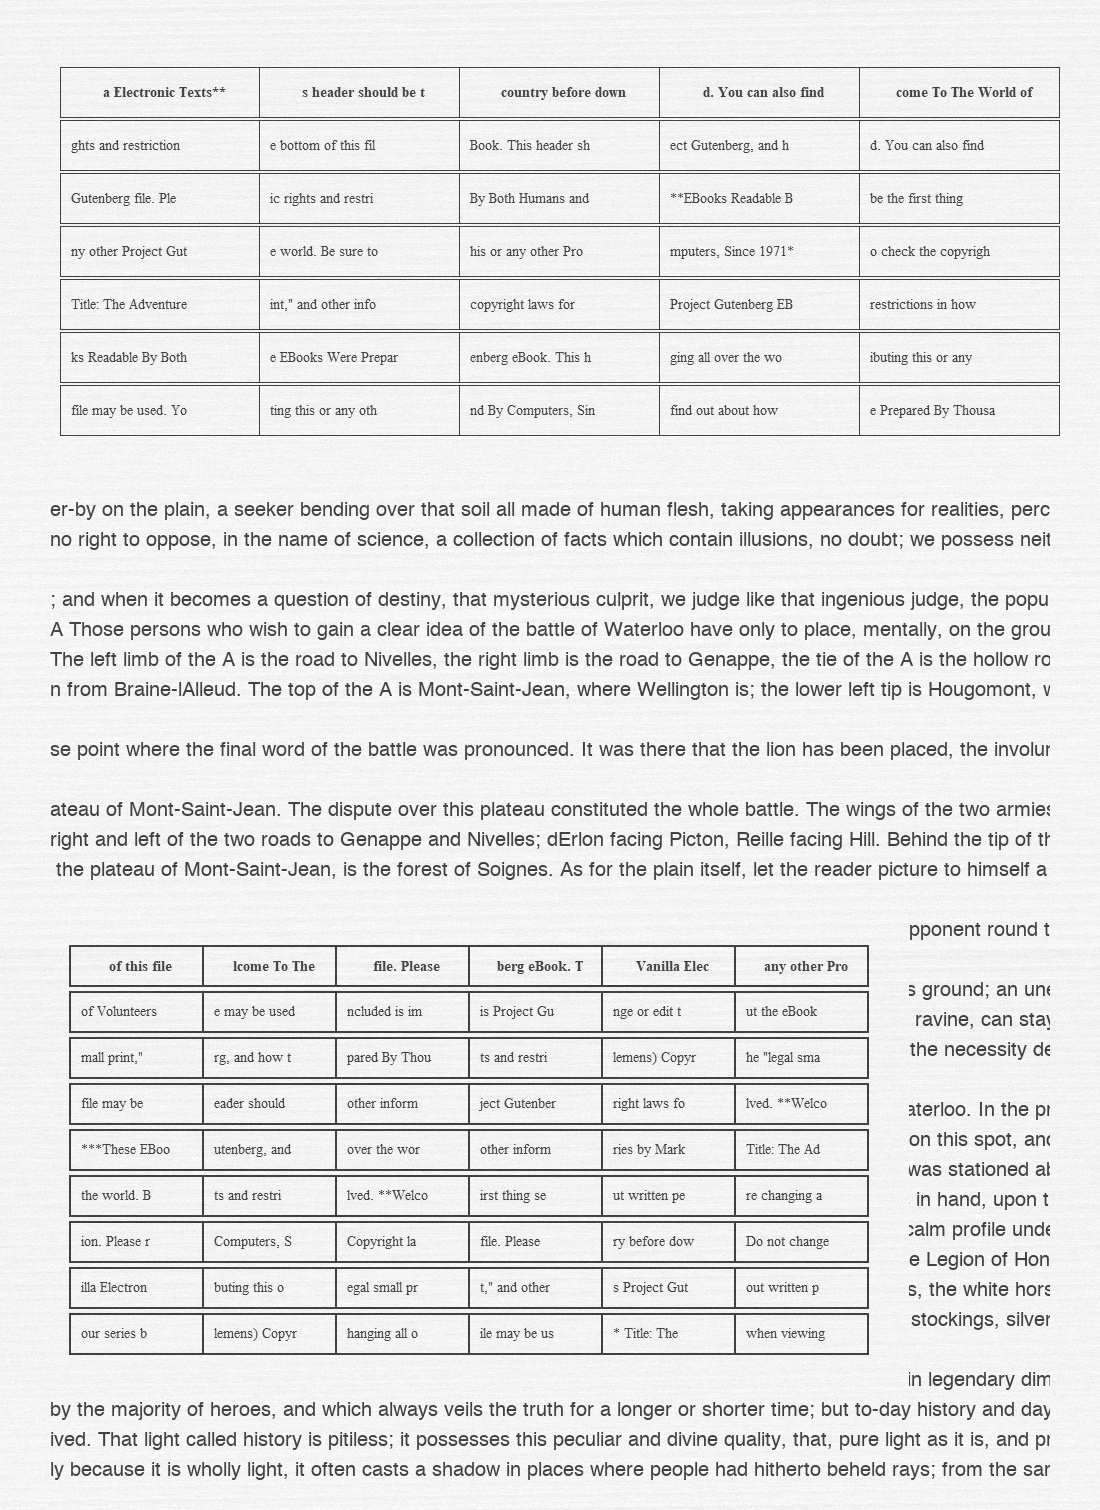 a Electronic Texts** s header should be t country before down d. You can also find come To The World of
ghts and restriction e bottom of this fil Book. This header sh ect Gutenberg, and h d. You can also find
Gutenberg file. Ple ic rights and restri By Both Humans and **EBooks Readable B be the first thing
ny other Project Gut e world. Be sure to his or any other Pro mputers, Since 1971* o check the copyrigh
Title: The Adventure int," and other info copyright laws for Project Gutenberg EB restrictions in how
ks Readable By Both e EBooks Were Prepar enberg eBook. This h ging all over the wo ibuting this or any
file may be used. Yo ting this or any oth nd By Computers, Sin find out about how e Prepared By Thousa
er-by on the plain, a seeker bending over that soil all made of human flesh, taking appearances for realities, perc
no right to oppose, in the name of science, a collection of facts which contain illusions, no doubt; we possess neit
; and when it becomes a question of destiny, that mysterious culprit, we judge like that ingenious judge, the popu
A Those persons who wish to gain a clear idea of the battle of Waterloo have only to place, mentally, on the grou
The left limb of the A is the road to Nivelles, the right limb is the road to Genappe, the tie of the A is the hollow ro
n from Braine-lAlleud. The top of the A is Mont-Saint-Jean, where Wellington is; the lower left tip is Hougomont, w
se point where the final word of the battle was pronounced. It was there that the lion has been placed, the involun
ateau of Mont-Saint-Jean. The dispute over this plateau constituted the whole battle. The wings of the two armies
right and left of the two roads to Genappe and Nivelles; dErlon facing Picton, Reille facing Hill. Behind the tip of th
the plateau of Mont-Saint-Jean, is the forest of Soignes. As for the plain itself, let the reader picture to himself a
pponent round t
of this file lcome To The file. Please berg eBook. T Vanilla Elec any other Pro
of Volunteers e may be used ncluded is im is Project Gu nge or edit t ut the eBook
mall print," rg, and how t pared By Thou ts and restri lemens) Copyr he "legal sma
file may be eader should other inform ject Gutenber right laws fo lved. **Welco
***These EBoo utenberg, and over the wor other inform ries by Mark Title: The Ad
the world. B ts and restri lved. **Welco irst thing se ut written pe re changing a
ion. Please r Computers, S Copyright la file. Please ry before dow Do not change
illa Electron buting this o egal small pr t," and other s Project Gut out written p
our series b lemens) Copyr hanging all o ile may be us * Title: The when viewing
s ground; an une
ravine, can stay
the necessity de
aterloo. In the pr
on this spot, and
was stationed ab
in hand, upon t
calm profile unde
e Legion of Hon
s, the white hors
stockings, silver
in legendary dim
by the majority of heroes, and which always veils the truth for a longer or shorter time; but to-day history and day
ived. That light called history is pitiless; it possesses this peculiar and divine quality, that, pure light as it is, and pr
ly because it is wholly light, it often casts a shadow in places where people had hitherto beheld rays; from the sam